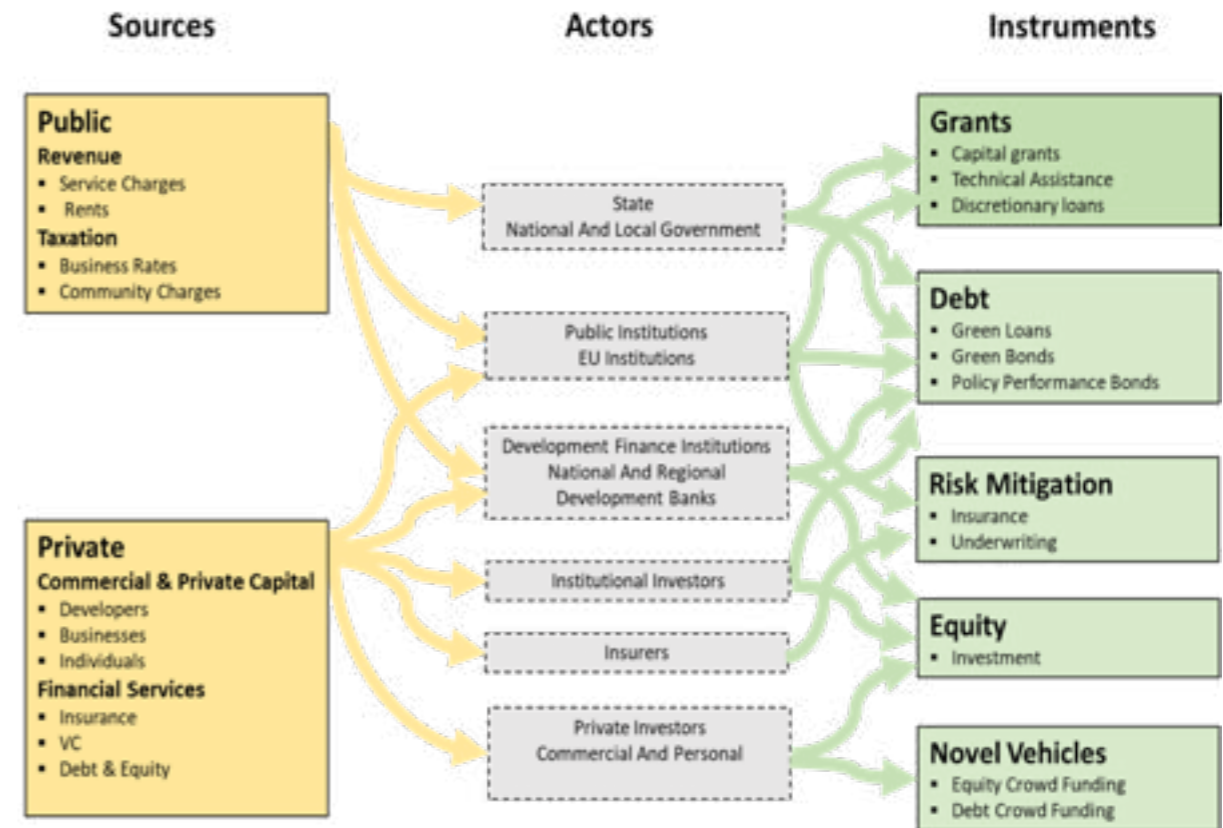 Sources
Actors
Instruments
Public
Revenue
▪ Service Charges
▪ Rents
Taxation
▪ Business Rates
▪ Community Charges
Private
Commercial & Private Capital
▪ Developers
▪ Businesses
▪ Individuals
Financial Services
▪ Insurance
▪ VC
▪ Debt & Equity
State
National And Local Government
Public Institutions
EU Institutions
Development Finance Institutions
National And Regional
Development Banks
Institutional Investors
Insurers
Private Investors
Commercial And Personal
Grants
▪ Capital grants
▪ Technical Assistance
▪ Discretionary loans
Debt
▪ Green Loans
▪ Green Bonds
▪ Policy Performance Bonds
Risk Mitigation
▪ Insurance
▪ Underwriting
Equity
▪ Investment
Novel Vehicles
▪ Equity Crowd Funding
▪ Debt Crowd Funding